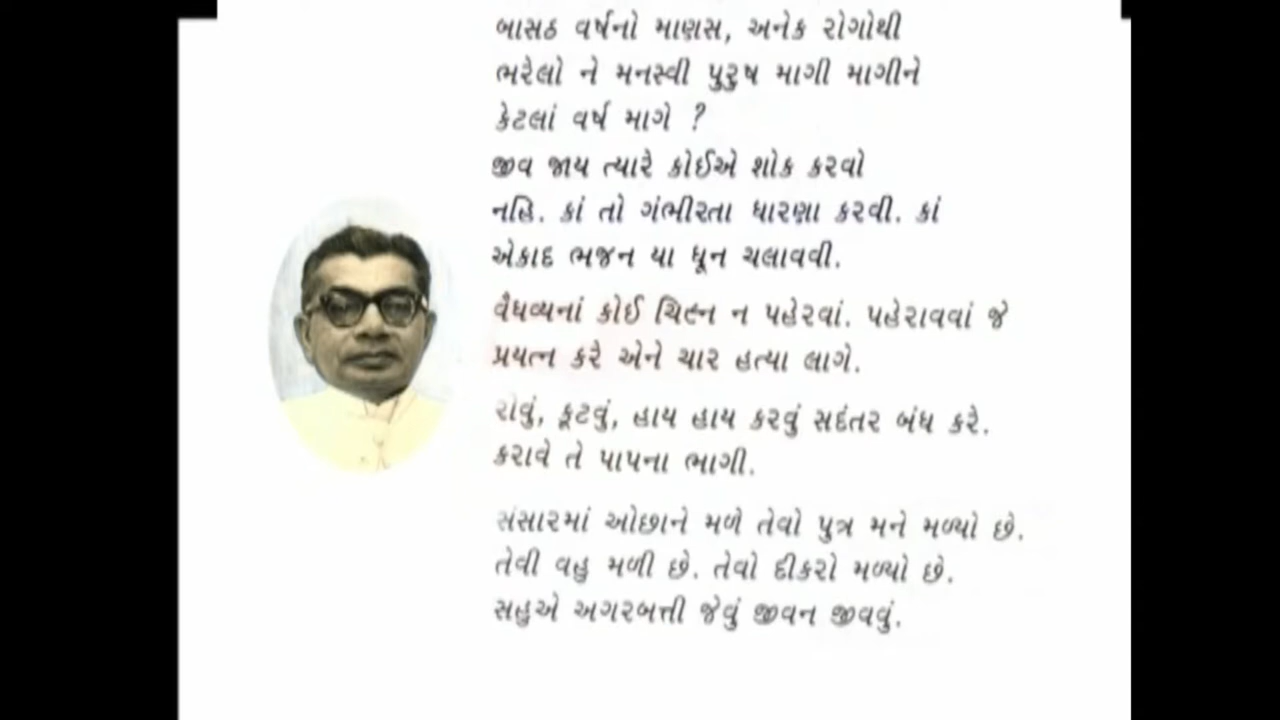 બાસઠ વર્ષનો માણસ, અનેક રોગોથી
ભરેલો ને મનસ્વી પુરુષ માગી માગીને
કેટલાં વર્ષ માગે ?
જીવ જાય ત્યારે કોઈએ શોક કરવો
નહિ. કાં તો ગંભીરતા ધારણા કરવી. કાં
એકાદ ભજન યા ધૂન ચલાવવી.
વૈધવ્યનાં કોઈ ચિહ્ન ન પહેરવાં. પહેરાવવાં જે
પ્રયત્ન કરે એને ચાર હત્યા લાગે.
રોવું, કૂટવું, હાય હાય કરવું સદંતર બંધ કરે.
કરાવે તે પાપના ભાગી.
સંસારમાં ઓછાને મળે તેવો પુત્ર મને મળ્યો છે.
તેવી વહુ મળી છે. તેવો દીકરો મળ્યો છે.
સહુએ અગરબત્તી જેવું જીવન જીવવું.